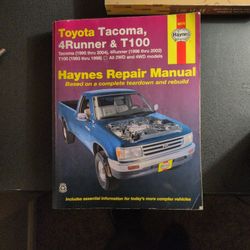 Toyota Tacoma,
4Runner & T100
Haynes
Tacoma (1995 thru 2004), 4Runner (1996 thru 2002)
T100 (1993 thru 1998) □ All 2WD and 4WD models
Haynes Repair Manual
Based on a complete teardown and rebuild
Includes essential information for today's more complex vehicles